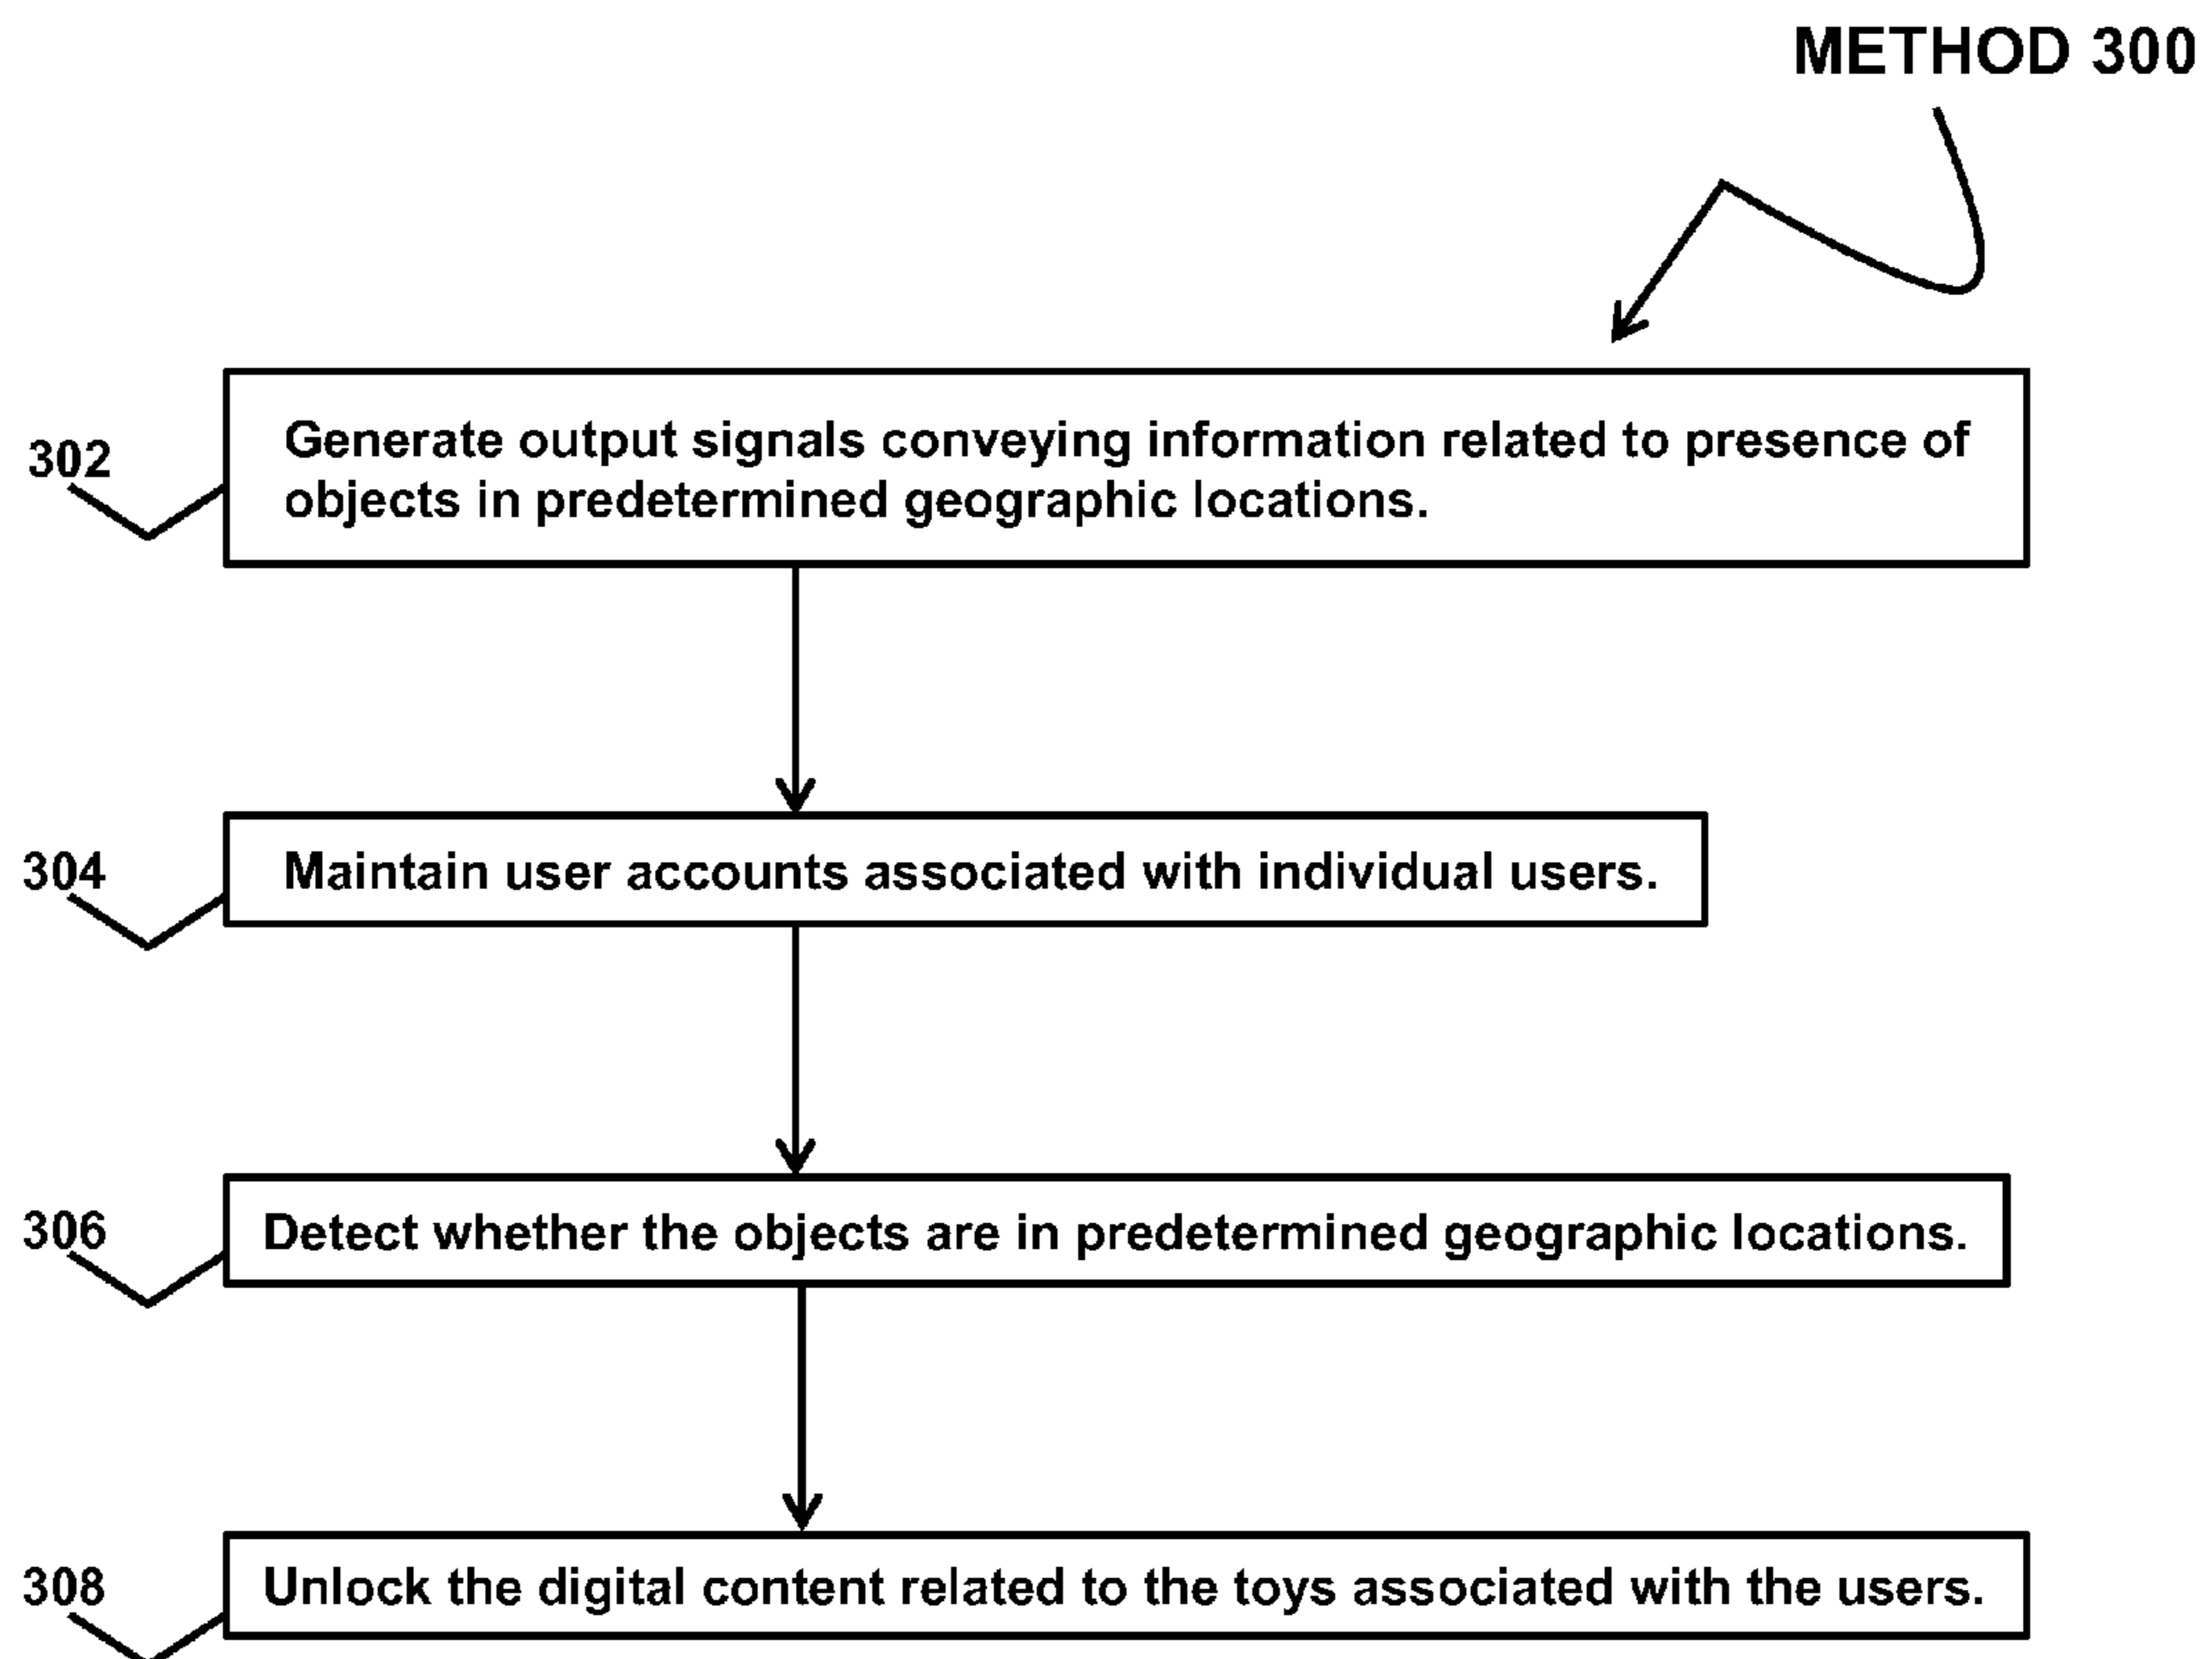 METHOD 300
302
Generate output signals conveying information related to presence of
objects in predetermined geographic locations.
304
Maintain user accounts associated with individual users.
306
Detect whether the objects are in predetermined geographic locations.
308
Unlock the digital content related to the toys associated with the users.